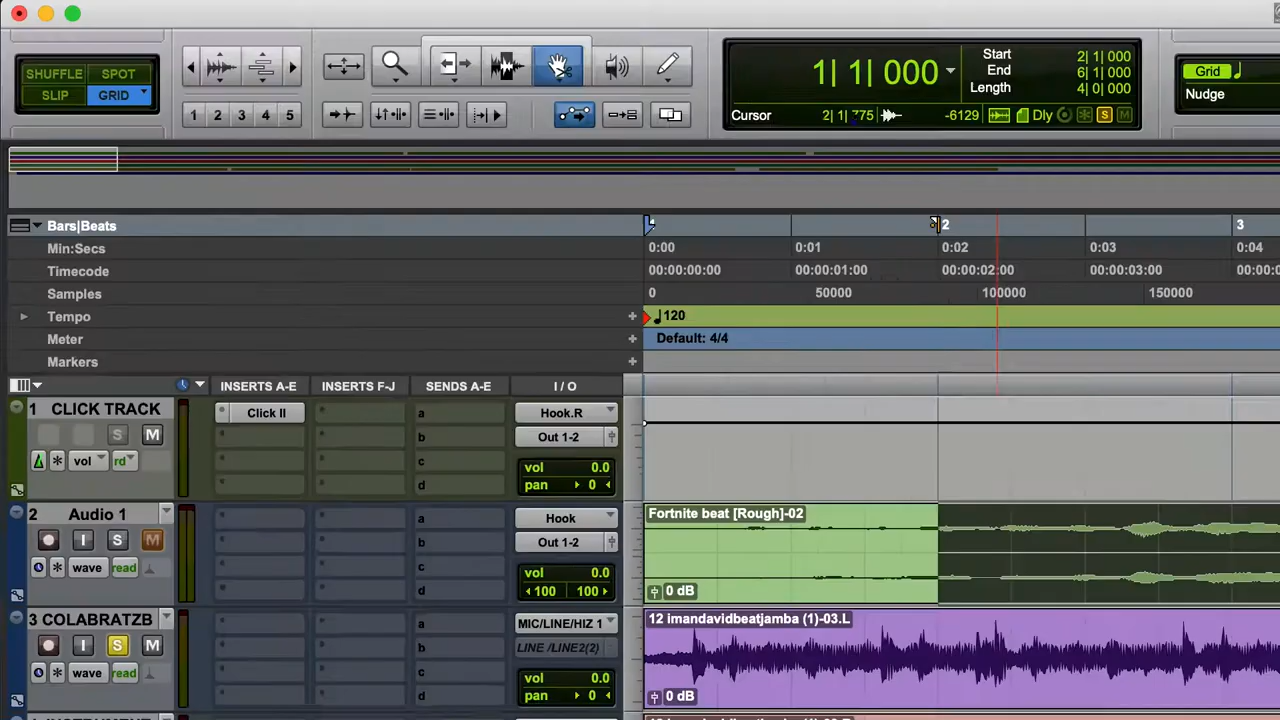 SHUFFLE SPOT
SLIP GRID
1 2 3 4 5
1| 1| 000
Start 2| 1| 000
End 6| 1| 000
Length 4| 0| 000
Cursor 2| 1| 775 -6129 Dly S M
Grid
Nudge
Bars|Beats 2 3
Min:Secs 0:00 0:01 0:02 0:03 0:04
Timecode 00:00:00:00 00:00:01:00 00:00:02:00 00:00:03:00 00:00:0
Samples 0 50000 100000 150000
Tempo + 120
Meter + Default: 4/4
Markers +
INSERTS A-E INSERTS F-J SENDS A-E I / O
1 CLICK TRACK Click II a Hook.R
S M b Out 1-2
vol rd c vol 0.0
d pan 0
2 Audio 1 a Hook Fortnite beat [Rough]-02
I S M b Out 1-2
wave read c vol 0.0
d 100 100 0 dB
3 COLABRATZB a MIC/LINE/HIZ 1 12 imandavidbeatjamba (1)-03.L
I S M b LINE /LINE2(2)
wave read c vol 0.0
d pan 0 0 dB